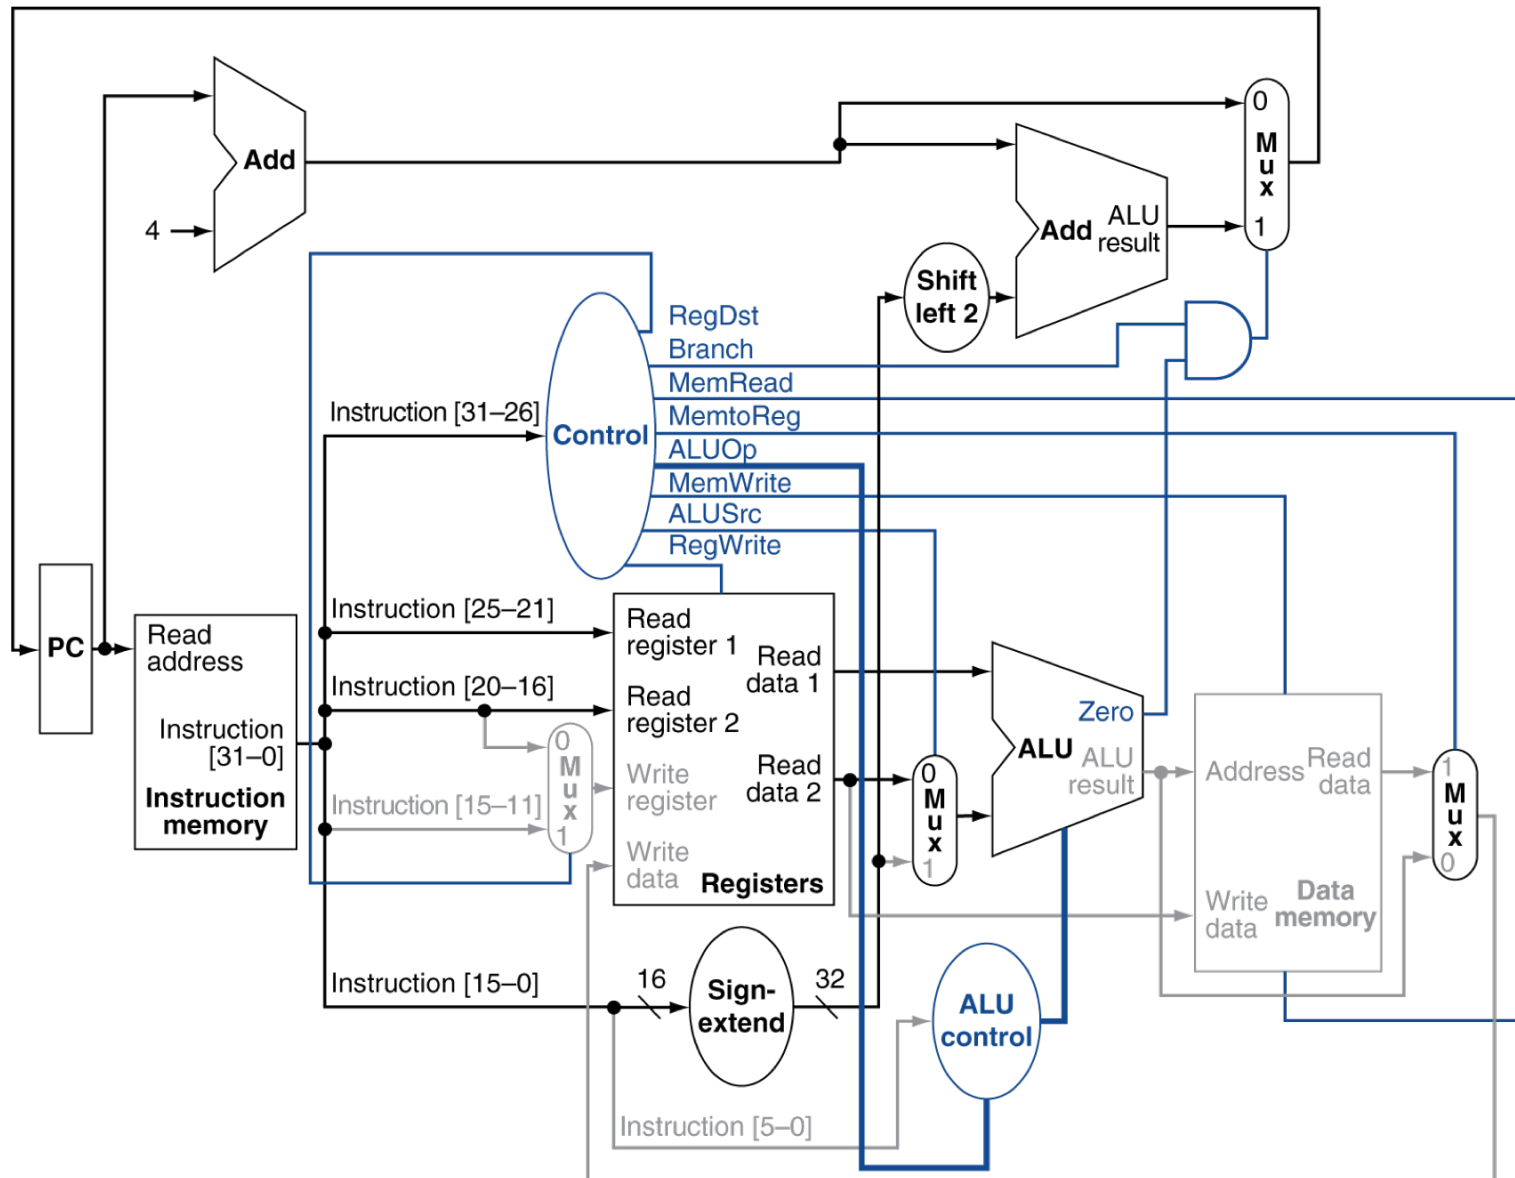 0
M
u
x
1
Add
4
Add
ALU
result
Shift
left 2
RegDst
Branch
MemRead
MemtoReg
ALUOp
MemWrite
ALUSrc
RegWrite
Instruction [31–26]
Control
Instruction [25–21]
Instruction [20–16]
Instruction [15–11]
Instruction [15–0]
Instruction [5–0]
PC
Read
address
Instruction
[31–0]
Instruction
memory
0
M
u
x
1
Read
register 1
Read
register 2
Write
register
Write
data
Read
data 1
Read
data 2
Registers
16
Sign-
extend
32
0
M
u
x
1
Zero
ALU
ALU
result
ALU
control
Address
Read
data
Write
data
Data
memory
1
M
u
x
0